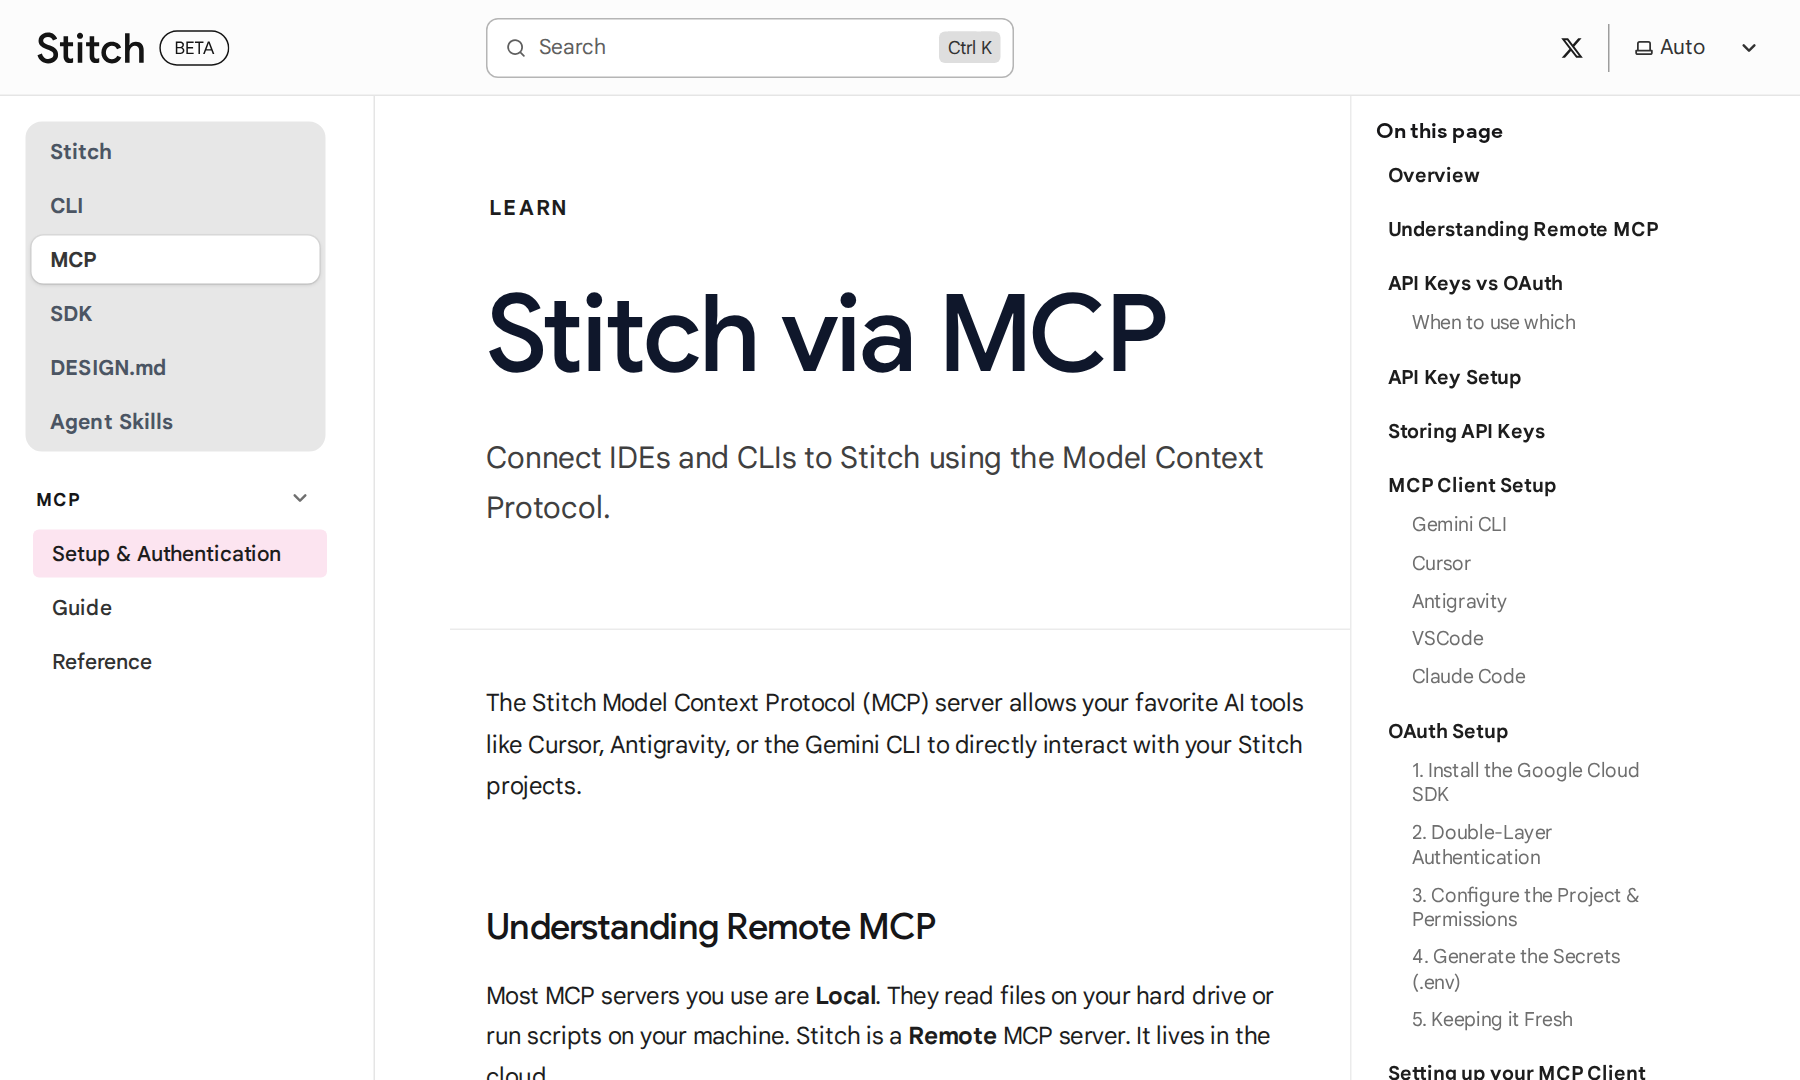 Stitch BETA
Search Ctrl K
Auto
Stitch
CLI
MCP
SDK
DESIGN.md
Agent Skills
MCP
Setup & Authentication
Guide
Reference
LEARN
Stitch via MCP
Connect IDEs and CLIs to Stitch using the Model Context
Protocol.
The Stitch Model Context Protocol (MCP) server allows your favorite AI tools
like Cursor, Antigravity, or the Gemini CLI to directly interact with your Stitch
projects.
Understanding Remote MCP
Most MCP servers you use are Local. They read files on your hard drive or
run scripts on your machine. Stitch is a Remote MCP server. It lives in the
cloud.
On this page
Overview
Understanding Remote MCP
API Keys vs OAuth
When to use which
API Key Setup
Storing API Keys
MCP Client Setup
Gemini CLI
Cursor
Antigravity
VSCode
Claude Code
OAuth Setup
1. Install the Google Cloud
SDK
2. Double-Layer
Authentication
3. Configure the Project &
Permissions
4. Generate the Secrets
(.env)
5. Keeping it Fresh
Setting up your MCP Client